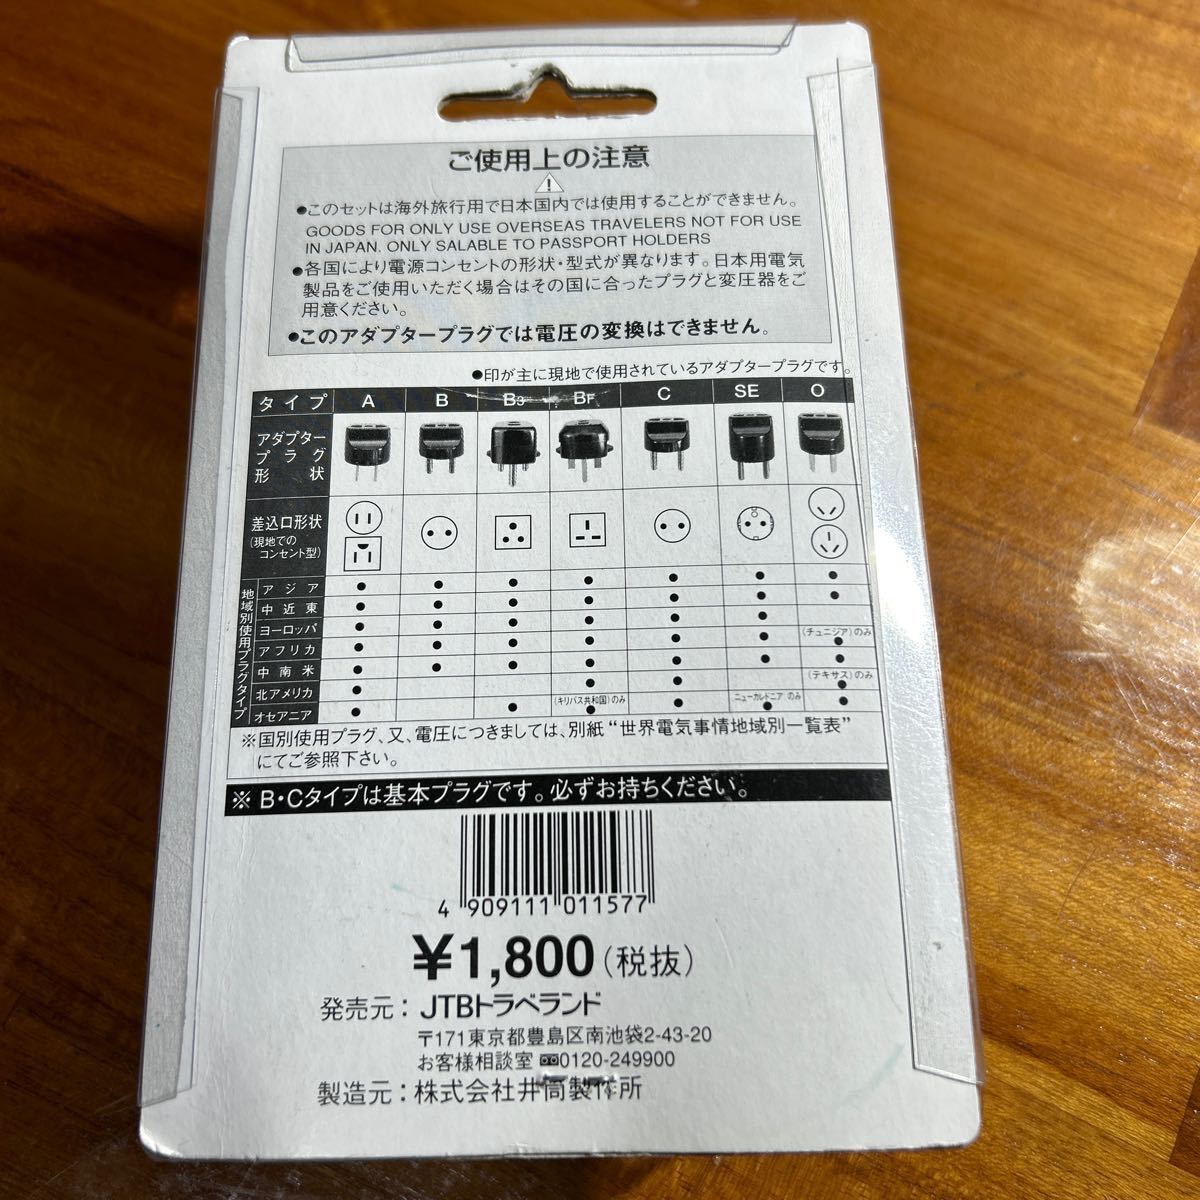 ご使用上の注意
●このセットは海外旅行用で日本国内では使用することができません。
GOODS FOR ONLY USE OVERSEAS TRAVELERS NOT FOR USE
IN JAPAN. ONLY SALABLE TO PASSPORT HOLDERS
●各国により電源コンセントの形状・型式が異なります。日本用電気
製品をご使用いただく場合はその国に合ったプラグと変圧器をご
用意ください。
●このアダプタープラグでは電圧の変換はできません。
●印が主に現地で使用されているアダプタープラグです。
タイプ A B B3 BF C SE O
アダプター
プラグ
形状
差込口形状
(現地での
コンセント型)
地域別使用プラグタイプ
アジア ● ● ● ● ● ● ●
中近東 ● ● ● ● ● ● ●
ヨーロッパ ● ● ● ● ● ●
アフリカ ● ● ● ● ● ● (チュニジア)のみ ●
中南米 ● ● ● ● ● ● ●
北アメリカ ● ● ● (テキサス)のみ ●
オセアニア ● ● (キリバス共和国)のみ ● ● ニューカレドニア のみ ● ●
※国別使用プラグ、又、電圧につきましては、別紙“世界電気事情地域別一覧表”
にてご参照下さい。
※ B・Cタイプは基本プラグです。必ずお持ちください。
4 909111 011577
¥1,800(税抜)
発売元：JTBトラベランド
〒171東京都豊島区南池袋2-43-20
お客様相談室 0120-249900
製造元：株式会社井筒製作所